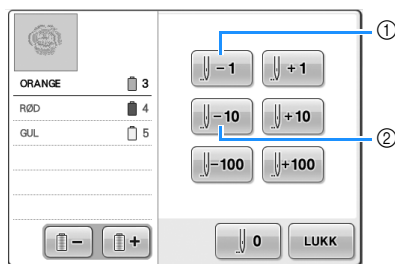 ①
ORANGE 3
RØD 4
GUL 5
- 1 + 1
- 10 + 10
②
-100 +100
- +
0 LUKK